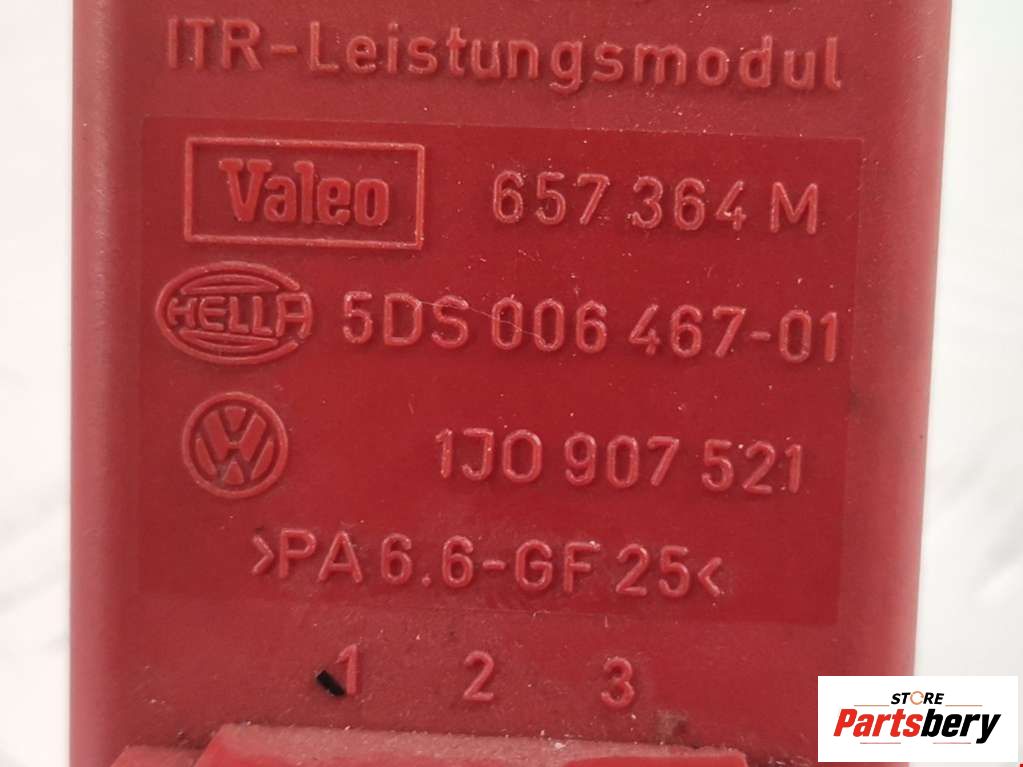 ITR-Leistungsmodul
Valeo 657 364 M
HELLA 5DS 006 467-01
VW 1J0 907 521
>PA 6.6-GF 25<
1 2 3
STORE
Partsbery